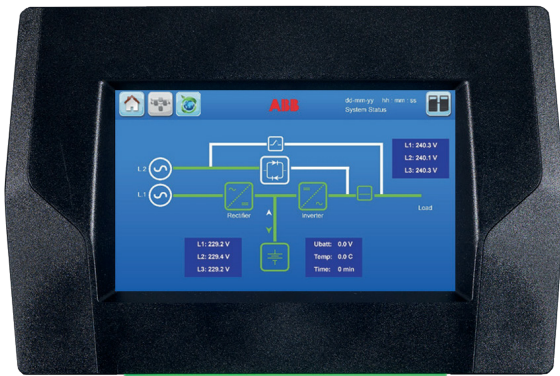 ABB
dd-mm-yy hh : mm : ss
System Status
L1: 240.3 V
L2: 240.1 V
L3: 240.3 V
L2
L1
Rectifier
inverter
Load
L1: 229.2 V
L2: 229.4 V
L3: 229.2 V
Ubatt: 0.0 V
Temp: 0.0 C
Time: 0 min